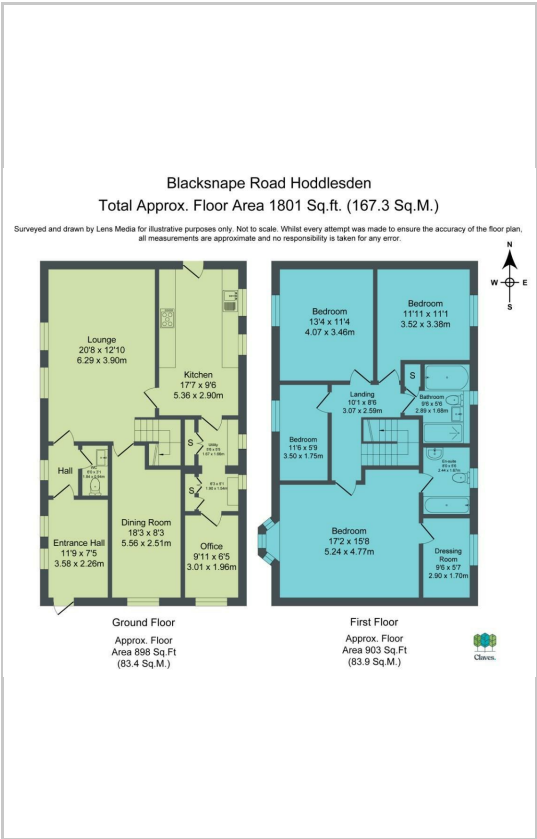 Blacksnape Road Hoddlesden
Total Approx. Floor Area 1801 Sq.ft. (167.3 Sq.M.)
Surveyed and drawn by Lens Media for illustrative purposes only. Not to scale. Whilst every attempt was made to ensure the accuracy of the floor plan,
all measurements are approximate and no responsibility is taken for any error.
N
W
E
S
Lounge
20'8 x 12'10
6.29 x 3.90m
Kitchen
17'7 x 9'6
5.36 x 2.90m
S
Utility
Hall
WC
S
Entrance Hall
11'9 x 7'5
3.58 x 2.26m
Dining Room
18'3 x 8'3
5.56 x 2.51m
Office
9'11 x 6'5
3.01 x 1.96m
Ground Floor
Approx. Floor
Area 898 Sq.Ft
(83.4 Sq.M.)
Bedroom
13'4 x 11'4
4.07 x 3.46m
Bedroom
11'11 x 11'1
3.52 x 3.38m
S
Landing
10'1 x 8'6
3.07 x 2.59m
Bathroom
9'6 x 5'6
2.89 x 1.68m
Bedroom
11'6 x 5'9
3.50 x 1.75m
En-suite
Bedroom
17'2 x 15'8
5.24 x 4.77m
Dressing
Room
9'6 x 5'7
2.90 x 1.70m
First Floor
Approx. Floor
Area 903 Sq.Ft
(83.9 Sq.M.)
Claves.